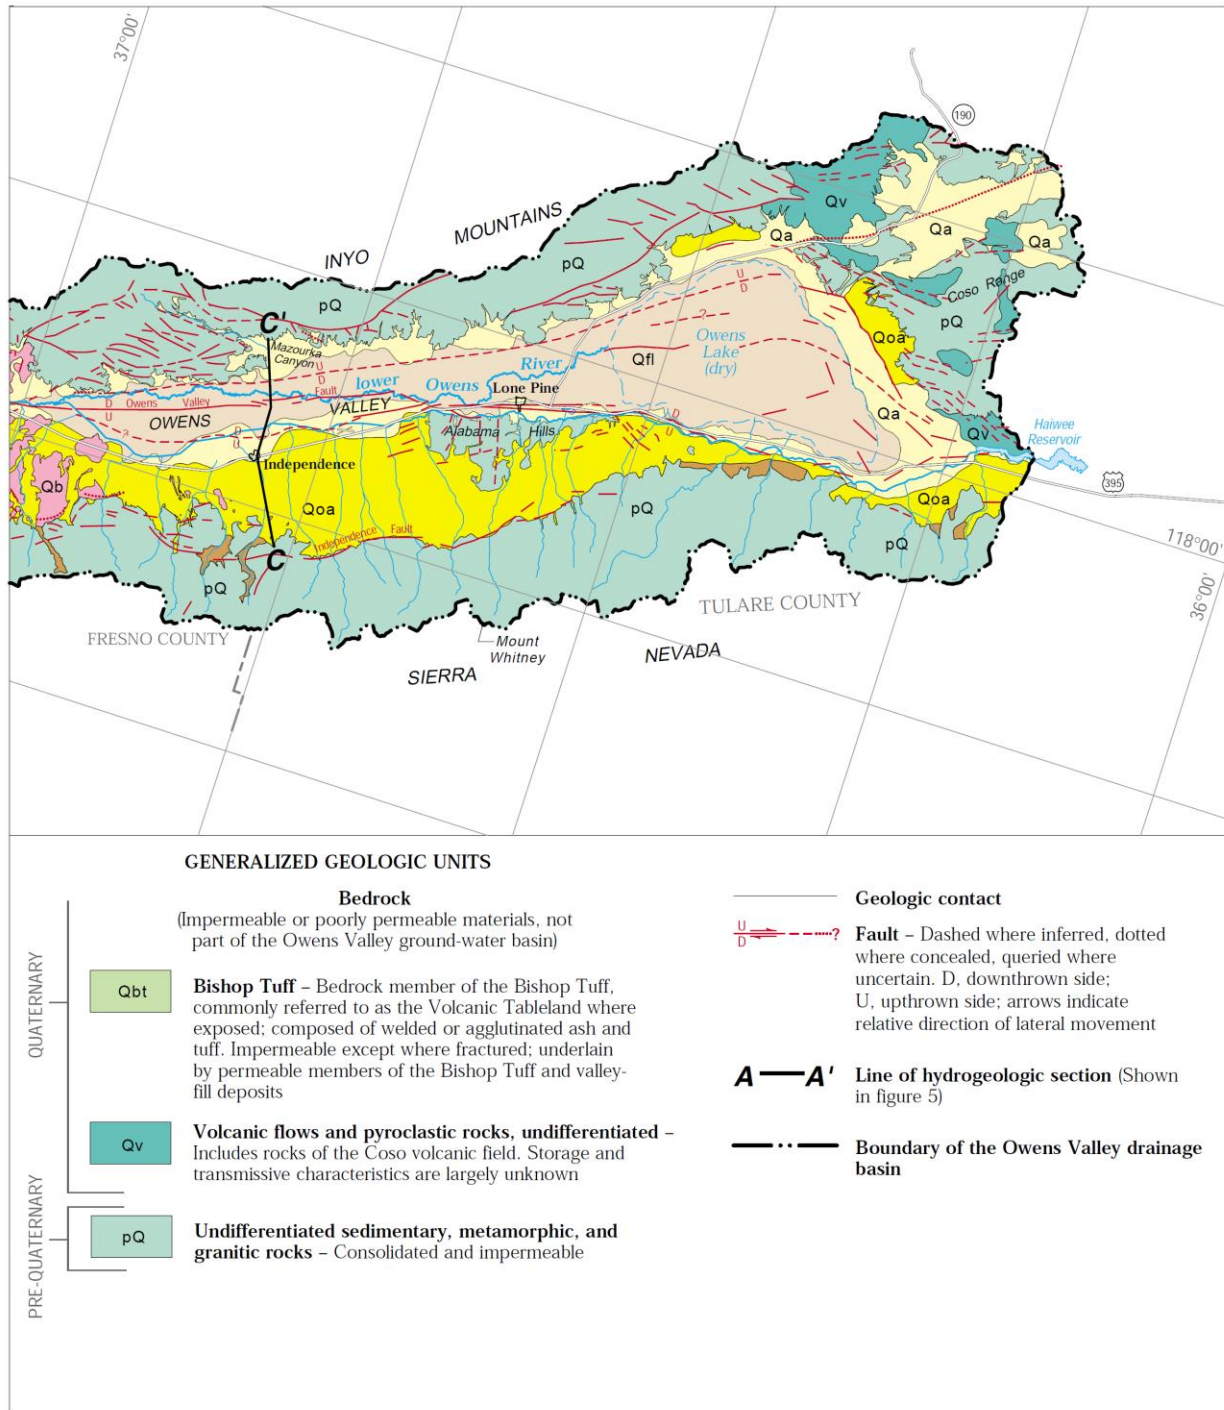 37°00'
190
INYO
MOUNTAINS
Qv
Qa
Qa
Qa
pQ
pQ
Coso Range
pQ
C'
Mazourka
Canyon
U
D
?
Owens
Lake
(dry)
Qoa
Qfl
River
Lone Pine
U
D
Fault
lower
Owens
D
U
Owens
Valley
OWENS
VALLEY
?
D
U
Alabama
Hills
D
U
Qa
Qv
Haiwee
Reservoir
395
Independence
Qb
Qoa
Independence Fault
pQ
Qoa
pQ
118°00'
36°00'
C
pQ
FRESNO COUNTY
TULARE COUNTY
Mount
Whitney
SIERRA
NEVADA
GENERALIZED GEOLOGIC UNITS
Bedrock
(Impermeable or poorly permeable materials, not
part of the Owens Valley ground-water basin)
QUATERNARY
Qbt
Bishop Tuff – Bedrock member of the Bishop Tuff,
commonly referred to as the Volcanic Tableland where
exposed; composed of welded or agglutinated ash and
tuff. Impermeable except where fractured; underlain
by permeable members of the Bishop Tuff and valley-
fill deposits
Qv
Volcanic flows and pyroclastic rocks, undifferentiated –
Includes rocks of the Coso volcanic field. Storage and
transmissive characteristics are largely unknown
PRE-QUATERNARY
pQ
Undifferentiated sedimentary, metamorphic, and
granitic rocks – Consolidated and impermeable
Geologic contact
U
D
?
Fault – Dashed where inferred, dotted
where concealed, queried where
uncertain. D, downthrown side;
U, upthrown side; arrows indicate
relative direction of lateral movement
A A' Line of hydrogeologic section (Shown
in figure 5)
Boundary of the Owens Valley drainage
basin